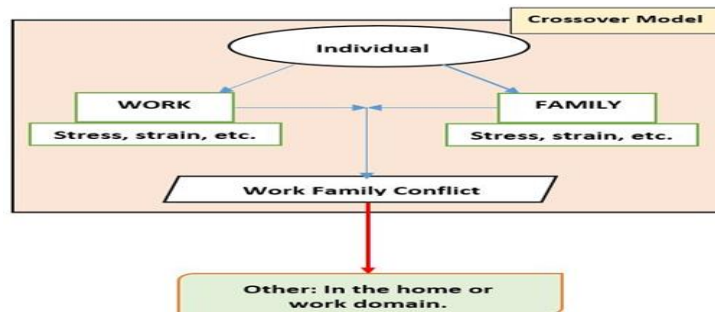 Crossover Model
Individual
WORK
FAMILY
Stress, strain, etc.
Stress, strain, etc.
Work Family Conflict
Other: In the home or
work domain.